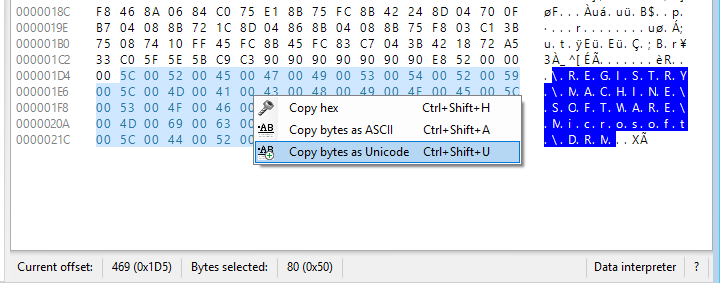 0000018C F8 46 8A 06 84 C0 75 E1 8B 75 FC 8B 42 24 8D 04 70 0F øF...Àuá.uü.B$..p.
0000019E B7 04 08 8B 72 1C 8D 04 86 8B 04 08 8B 75 F8 03 C1 3B ·...r........uø.Á;
000001B0 75 08 74 10 FF 45 FC 8B 45 FC 83 C7 04 3B 42 18 72 A5 u.t.ÿEü.Eü.Ç.;B.r¥
000001C2 33 C0 5F 5E 5B C9 C3 90 90 90 90 90 90 90 E8 52 00 00 3À_^[ÉÃ.......èR..
000001D4 00 5C 00 52 00 45 00 47 00 49 00 53 00 54 00 52 00 59 .\.R.E.G.I.S.T.R.Y
000001E6 00 5C 00 4D 00 41 00 43 00 48 00 49 00 4E 00 45 00 5C .\.M.A.C.H.I.N.E.\
000001F8 00 53 00 4F 00 46 00 .S.O.F.T.W.A.R.E.\
0000020A 00 4D 00 69 00 63 00 .M.i.c.r.o.s.o.f.t
0000021C 00 5C 00 44 00 52 00 .\.D.R.M...XÃ
Copy hex Ctrl+Shift+H
Copy bytes as ASCII Ctrl+Shift+A
Copy bytes as Unicode Ctrl+Shift+U
Current offset: 469 (0x1D5) Bytes selected: 80 (0x50) Data interpreter ?